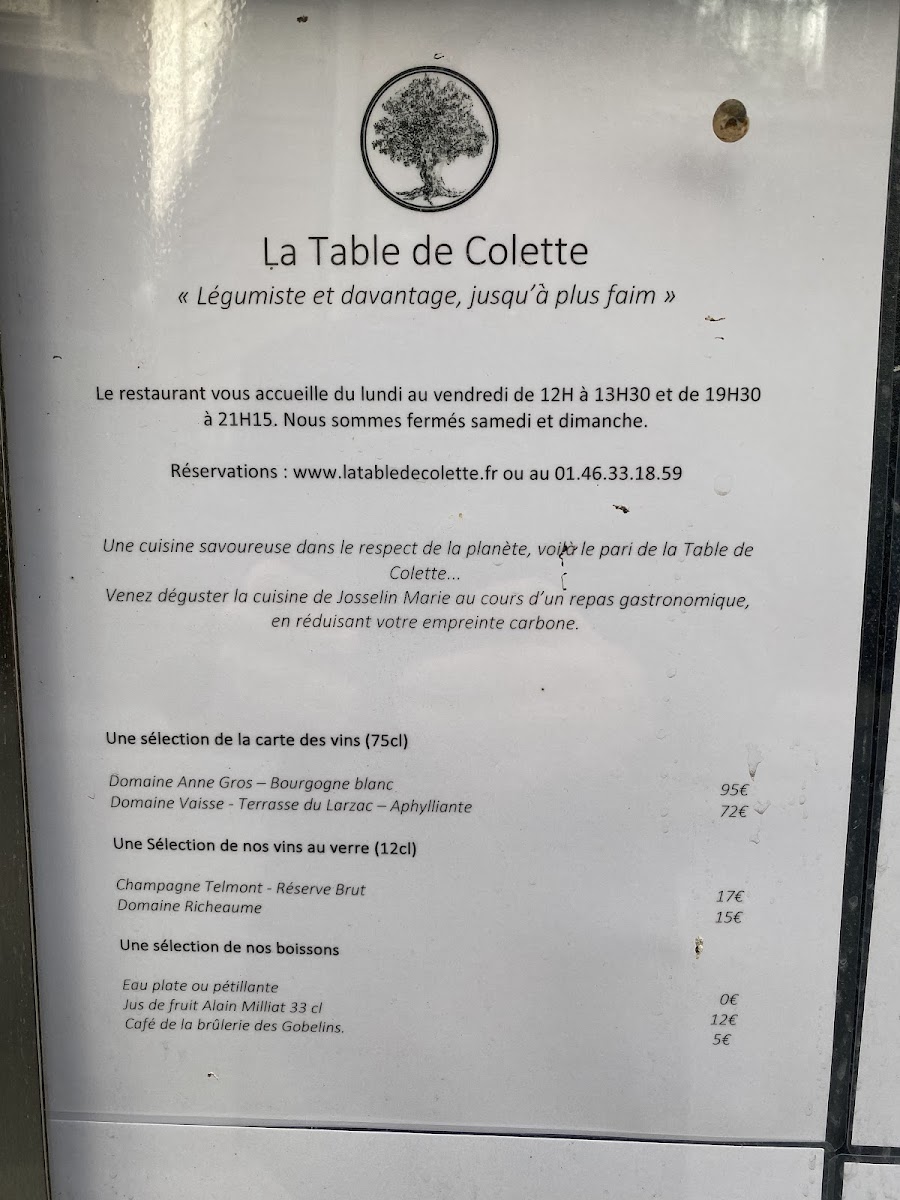 La Table de Colette
« Légumiste et davantage, jusqu'à plus faim »
Le restaurant vous accueille du lundi au vendredi de 12H à 13H30 et de 19H30
à 21H15. Nous sommes fermés samedi et dimanche.
Réservations : www.latabledecolette.fr ou au 01.46.33.18.59
Une cuisine savoureuse dans le respect de la planète, voilà le pari de la Table de
Colette...
Venez déguster la cuisine de Josselin Marie au cours d'un repas gastronomique,
en réduisant votre empreinte carbone.
Une sélection de la carte des vins (75cl)
Domaine Anne Gros – Bourgogne blanc 95€
Domaine Vaisse - Terrasse du Larzac – Aphylliante 72€
Une Sélection de nos vins au verre (12cl)
Champagne Telmont - Réserve Brut 17€
Domaine Richeaume 15€
Une sélection de nos boissons
Eau plate ou pétillante 0€
Jus de fruit Alain Milliat 33 cl 12€
Café de la brûlerie des Gobelins. 5€